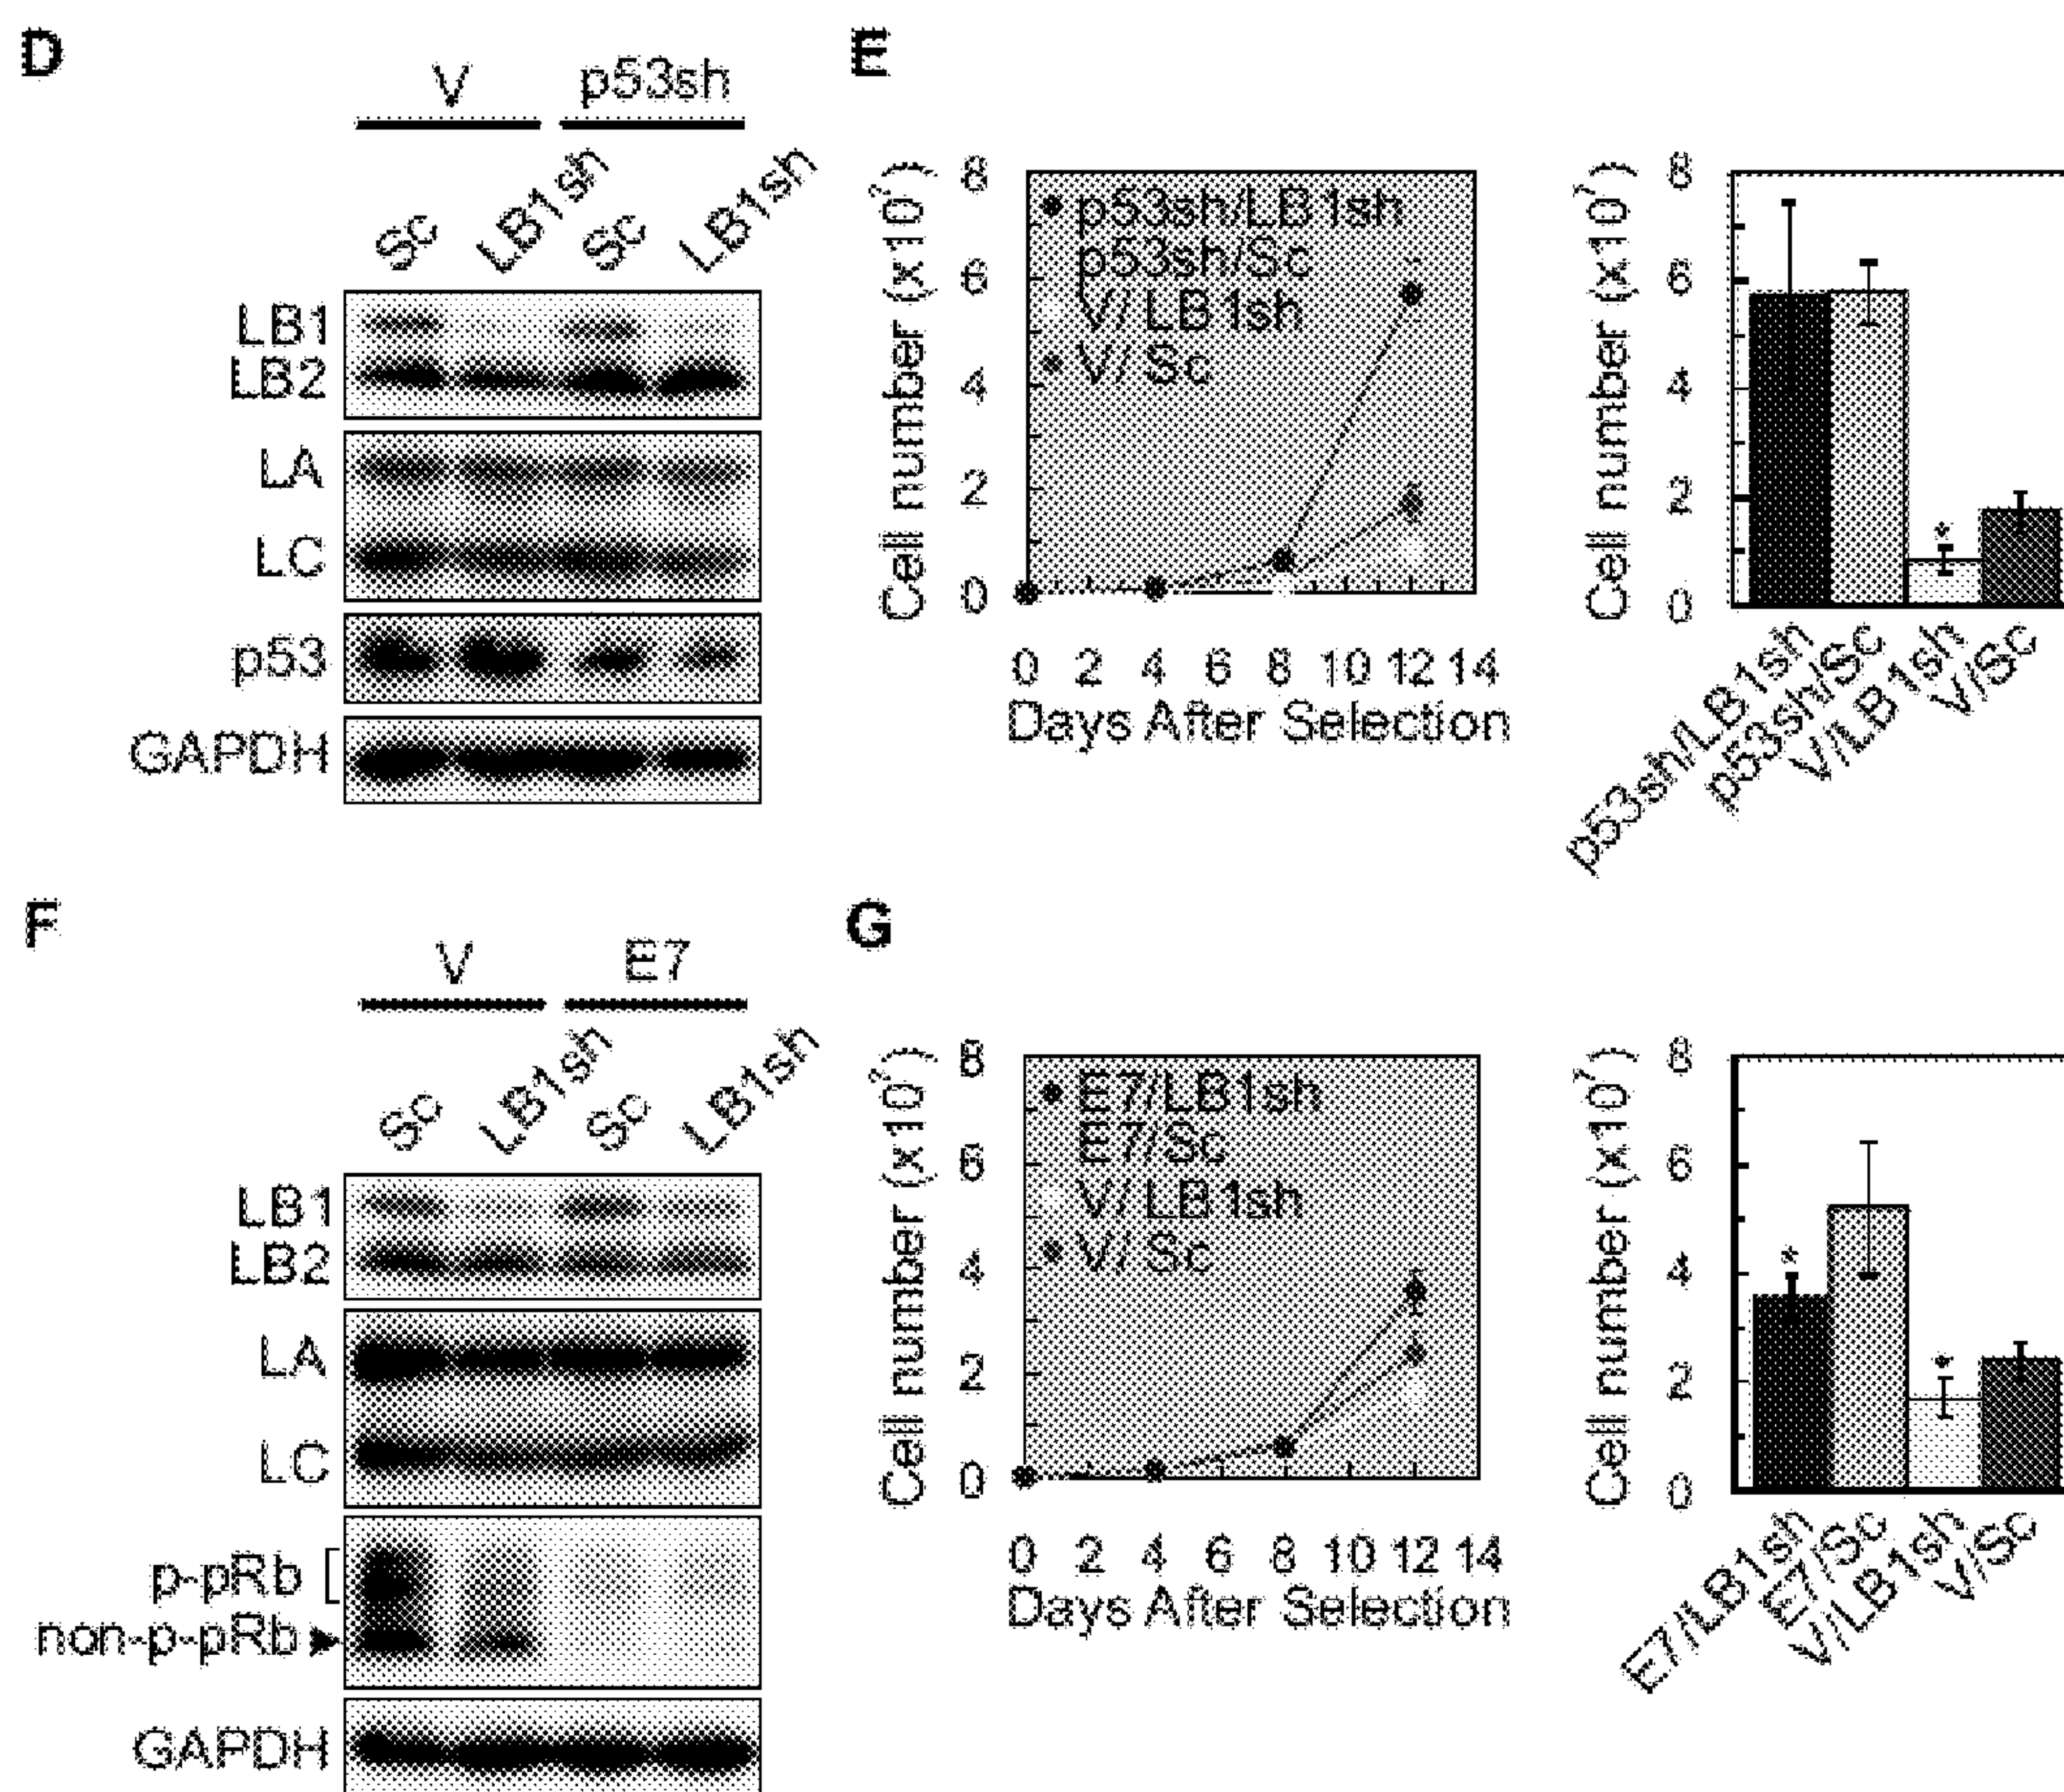 D
V p53sh
Sc LB1sh Sc LB1sh
LB1
LB2
LA
LC
p53
GAPDH
E
Cell number (x10⁷)
8
6
4
2
0
p53sh/LB1sh
p53sh/Sc
V/ LB1sh
V/ Sc
0 2 4 6 8 10 12 14
Days After Selection
Cell number (x10⁷)
8
6
4
2
0
*
p53sh/LB1sh
p53sh/Sc
V/LB1sh
V/Sc
F
V E7
Sc LB1sh Sc LB1sh
LB1
LB2
LA
LC
p-pRb [
non-p-pRb ►
GAPDH
G
Cell number (x10⁷)
8
6
4
2
0
E7/LB1sh
E7/Sc
V/ LB1sh
V/ Sc
0 2 4 6 8 10 12 14
Days After Selection
Cell number (x10⁷)
8
6
4
2
0
* *
E7/LB1sh
E7/Sc
V/LB1sh
V/Sc